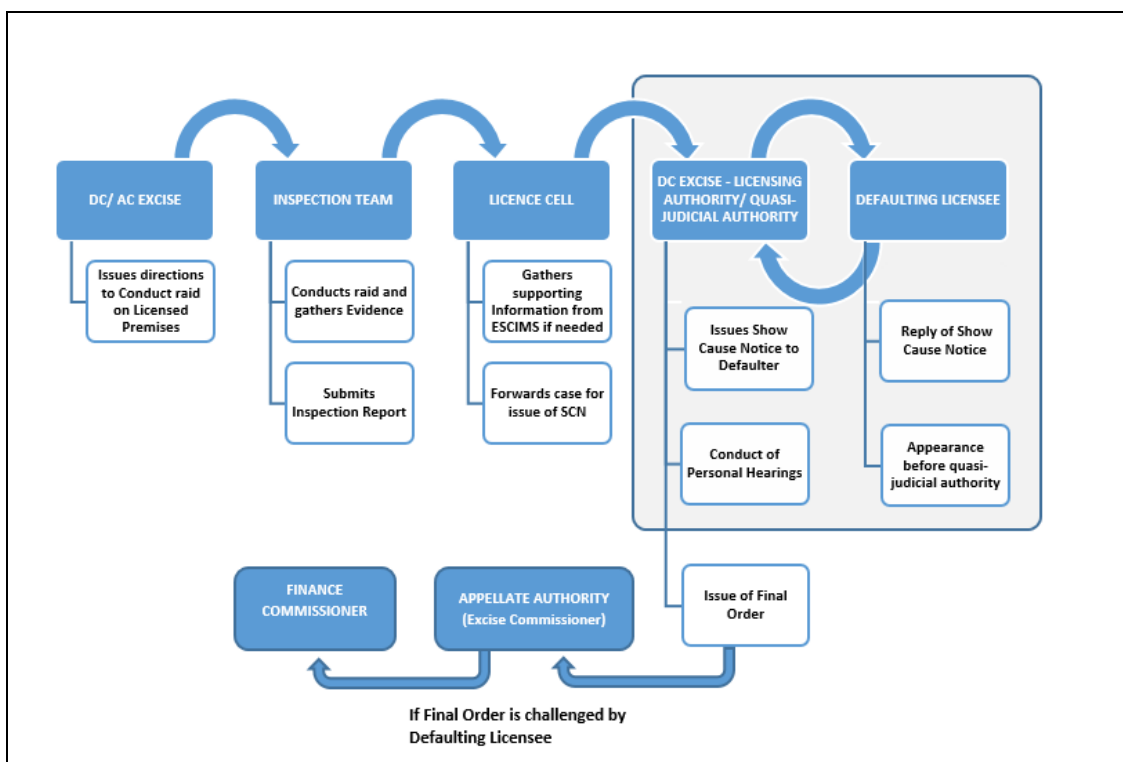 DC/ AC EXCISE
INSPECTION TEAM
LICENCE CELL
DC EXCISE - LICENSING
AUTHORITY/ QUASI-
JUDICIAL AUTHORITY
DEFAULTING LICENSEE
Issues directions
to Conduct raid
on Licensed
Premises
Conducts raid and
gathers Evidence
Submits
Inspection Report
Gathers
supporting
Information from
ESCIMS if needed
Forwards case for
issue of SCN
Issues Show
Cause Notice to
Defaulter
Conduct of
Personal Hearings
Reply of Show
Cause Notice
Appearance
before quasi-
judicial authority
Issue of Final
Order
APPELLATE AUTHORITY
(Excise Commissioner)
FINANCE
COMMISSIONER
If Final Order is challenged by
Defaulting Licensee